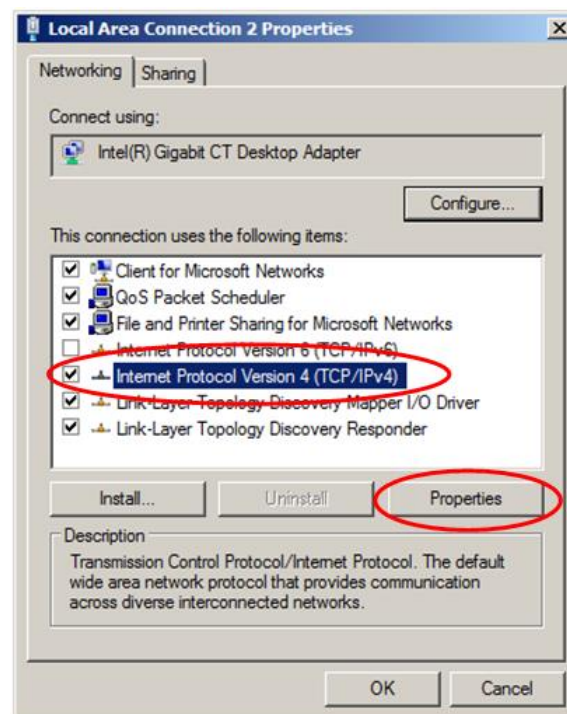 Local Area Connection 2 Properties
Networking
Sharing
Connect using:
Intel(R) Gigabit CT Desktop Adapter
Configure...
This connection uses the following items:
Client for Microsoft Networks
QoS Packet Scheduler
File and Printer Sharing for Microsoft Networks
Internet Protocol Version 6 (TCP/IPv6)
Internet Protocol Version 4 (TCP/IPv4)
Link-Layer Topology Discovery Mapper I/O Driver
Link-Layer Topology Discovery Responder
Install...
Uninstall
Properties
Description
Transmission Control Protocol/Internet Protocol. The default
wide area network protocol that provides communication
across diverse interconnected networks.
OK
Cancel